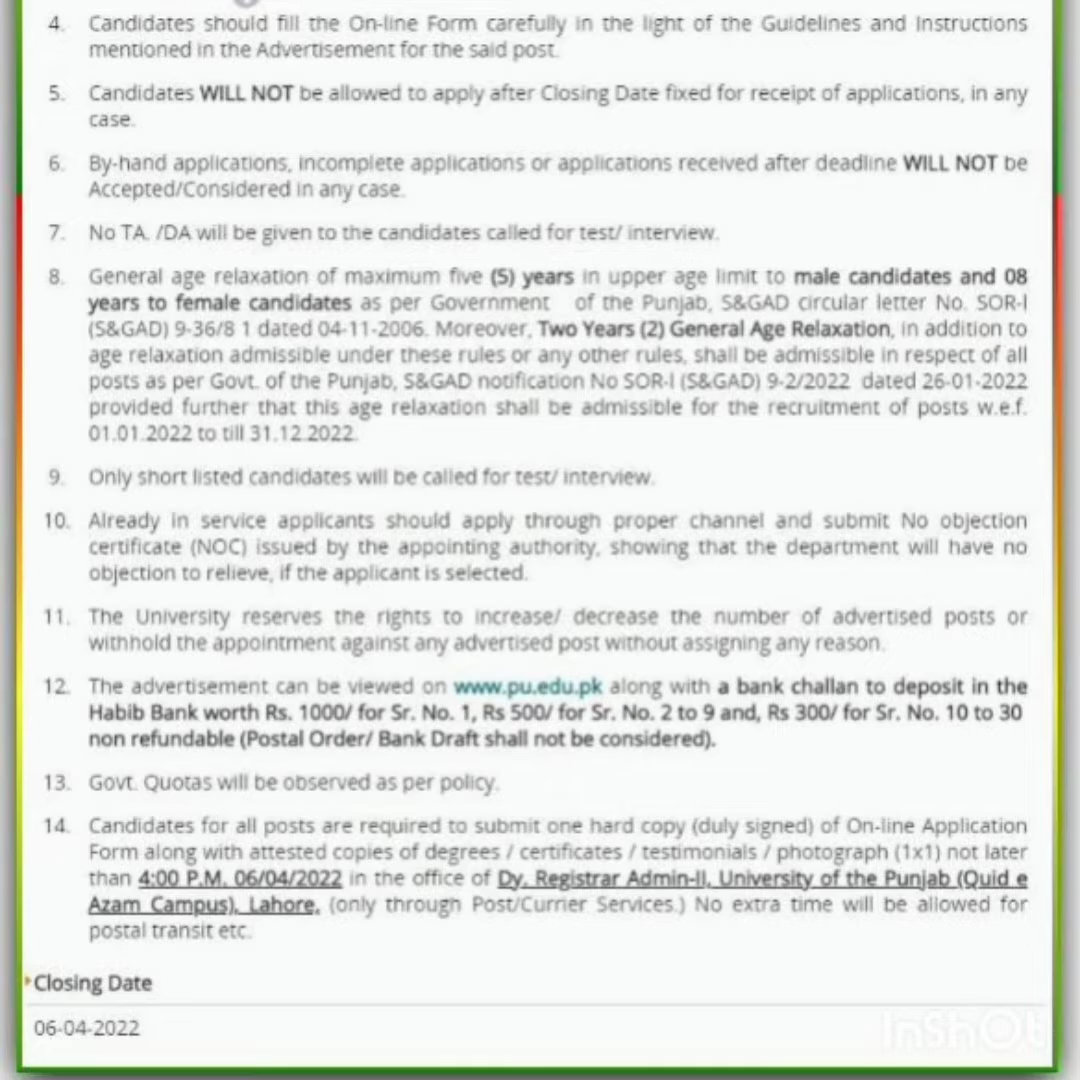 4. Candidates should fill the On-line Form carefully in the light of the Guidelines and Instructions
mentioned in the Advertisement for the said post.
5. Candidates WILL NOT be allowed to apply after Closing Date fixed for receipt of applications, in any
case.
6. By-hand applications, incomplete applications or applications received after deadline WILL NOT be
Accepted/Considered in any case.
7. No TA. /DA will be given to the candidates called for test/ interview.
8. General age relaxation of maximum five (5) years in upper age limit to male candidates and 08
years to female candidates as per Government of the Punjab, S&GAD circular letter No. SOR-I
(S&GAD) 9-36/8 1 dated 04-11-2006. Moreover, Two Years (2) General Age Relaxation, in addition to
age relaxation admissible under these rules or any other rules, shall be admissible in respect of all
posts as per Govt. of the Punjab, S&GAD notification No SOR-I (S&GAD) 9-2/2022 dated 26-01-2022
provided further that this age relaxation shall be admissible for the recruitment of posts w.e.f.
01.01.2022 to till 31.12.2022.
9. Only short listed candidates will be called for test/ interview.
10. Already in service applicants should apply through proper channel and submit No objection
certificate (NOC) issued by the appointing authority, showing that the department will have no
objection to relieve, if the applicant is selected.
11. The University reserves the rights to increase/ decrease the number of advertised posts or
withhold the appointment against any advertised post without assigning any reason.
12. The advertisement can be viewed on www.pu.edu.pk along with a bank challan to deposit in the
Habib Bank worth Rs. 1000/ for Sr. No. 1, Rs 500/ for Sr. No. 2 to 9 and, Rs 300/ for Sr. No. 10 to 30
non refundable (Postal Order/ Bank Draft shall not be considered).
13. Govt. Quotas will be observed as per policy.
14. Candidates for all posts are required to submit one hard copy (duly signed) of On-line Application
Form along with attested copies of degrees / certificates / testimonials / photograph (1x1) not later
than 4:00 P.M. 06/04/2022 in the office of Dy. Registrar Admin-II, University of the Punjab (Quid e
Azam Campus), Lahore, (only through Post/Currier Services.) No extra time will be allowed for
postal transit etc.
Closing Date
06-04-2022
InShOt